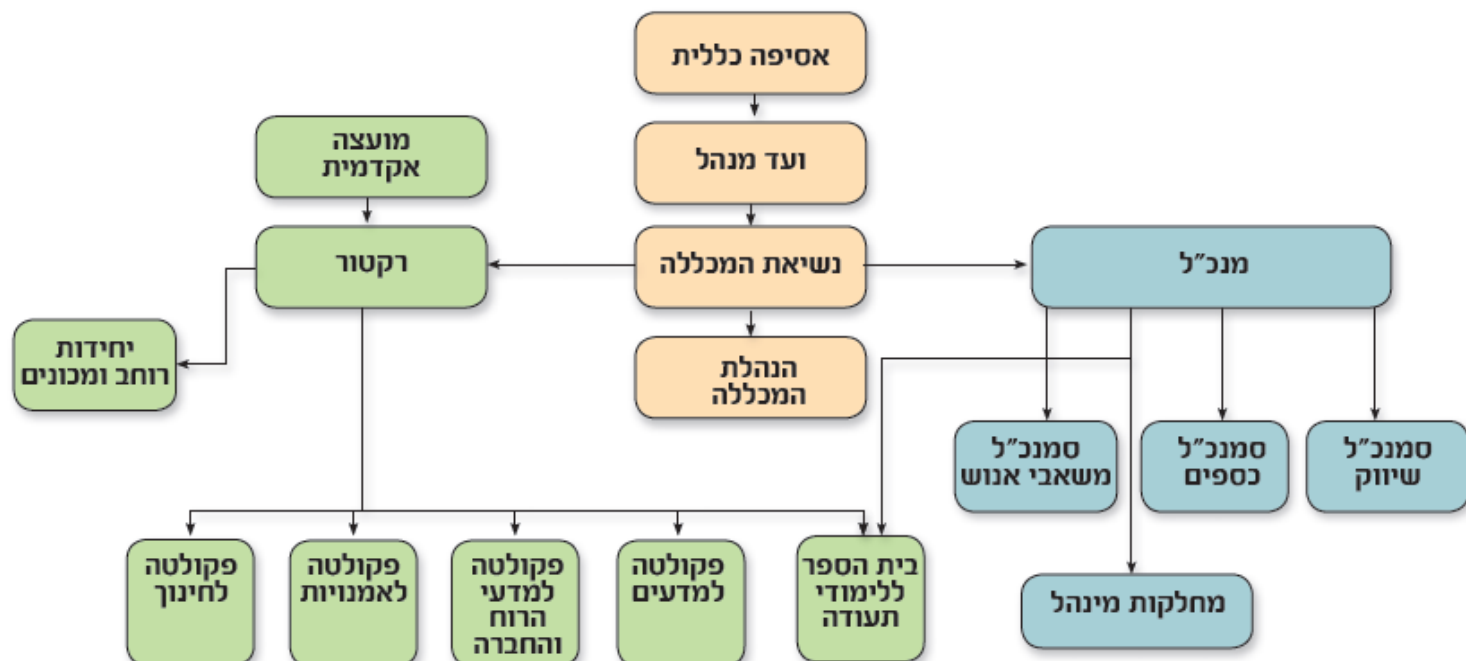 אסיפה כללית
מועצה
אקדמית
ועד מנהל
מנכ"ל
נשיאת המכללה
רקטור
הנהלת
המכללה
יחידות
רוחב ומכונים
סמנכ"ל
שיווק
סמנכ"ל
כספים
סמנכ"ל
משאבי אנוש
מחלקות מינהל
בית הספר
ללימודי
תעודה
פקולטה
למדעים
פקולטה
למדעי
הרוח
והחברה
פקולטה
לאמנויות
פקולטה
לחינוך